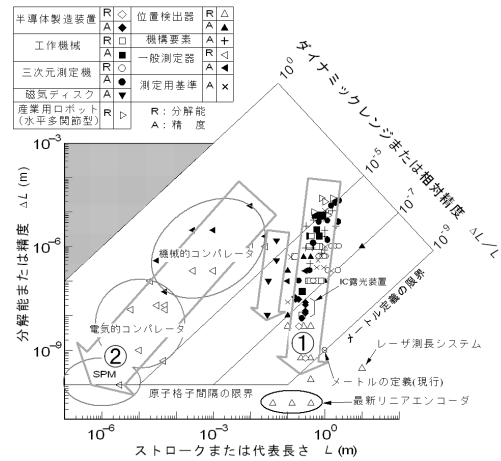 半導体製造装置 R ◇ 位置検出器 R △
A ◆ A ▲
工作機械 R □ 機構要素 A +
A ■ 一般測定器 R ◁
三次元測定機 R ○ A ◀
A ● 測定用基準 A ×
磁気ディスク A ▼
産業用ロボット R ▷ R：分解能
(水平多関節型) A：精度
ダイナミックレンジまたは相対精度 ΔL/L
10⁰
10⁻⁵
10⁻⁷
10⁻⁹
分解能または精度 ΔL (m)
10⁻³
10⁻⁶
10⁻⁹
機械的コンパレータ
IC露光装置
電気的コンパレータ
メートル定義の限界
①
②
SPM
レーザ測長システム
メートルの定義(現行)
原子格子間隔の限界
最新リニアエンコーダ
10⁻⁶
10⁻³
10⁰
ストロークまたは代表長さ L (m)